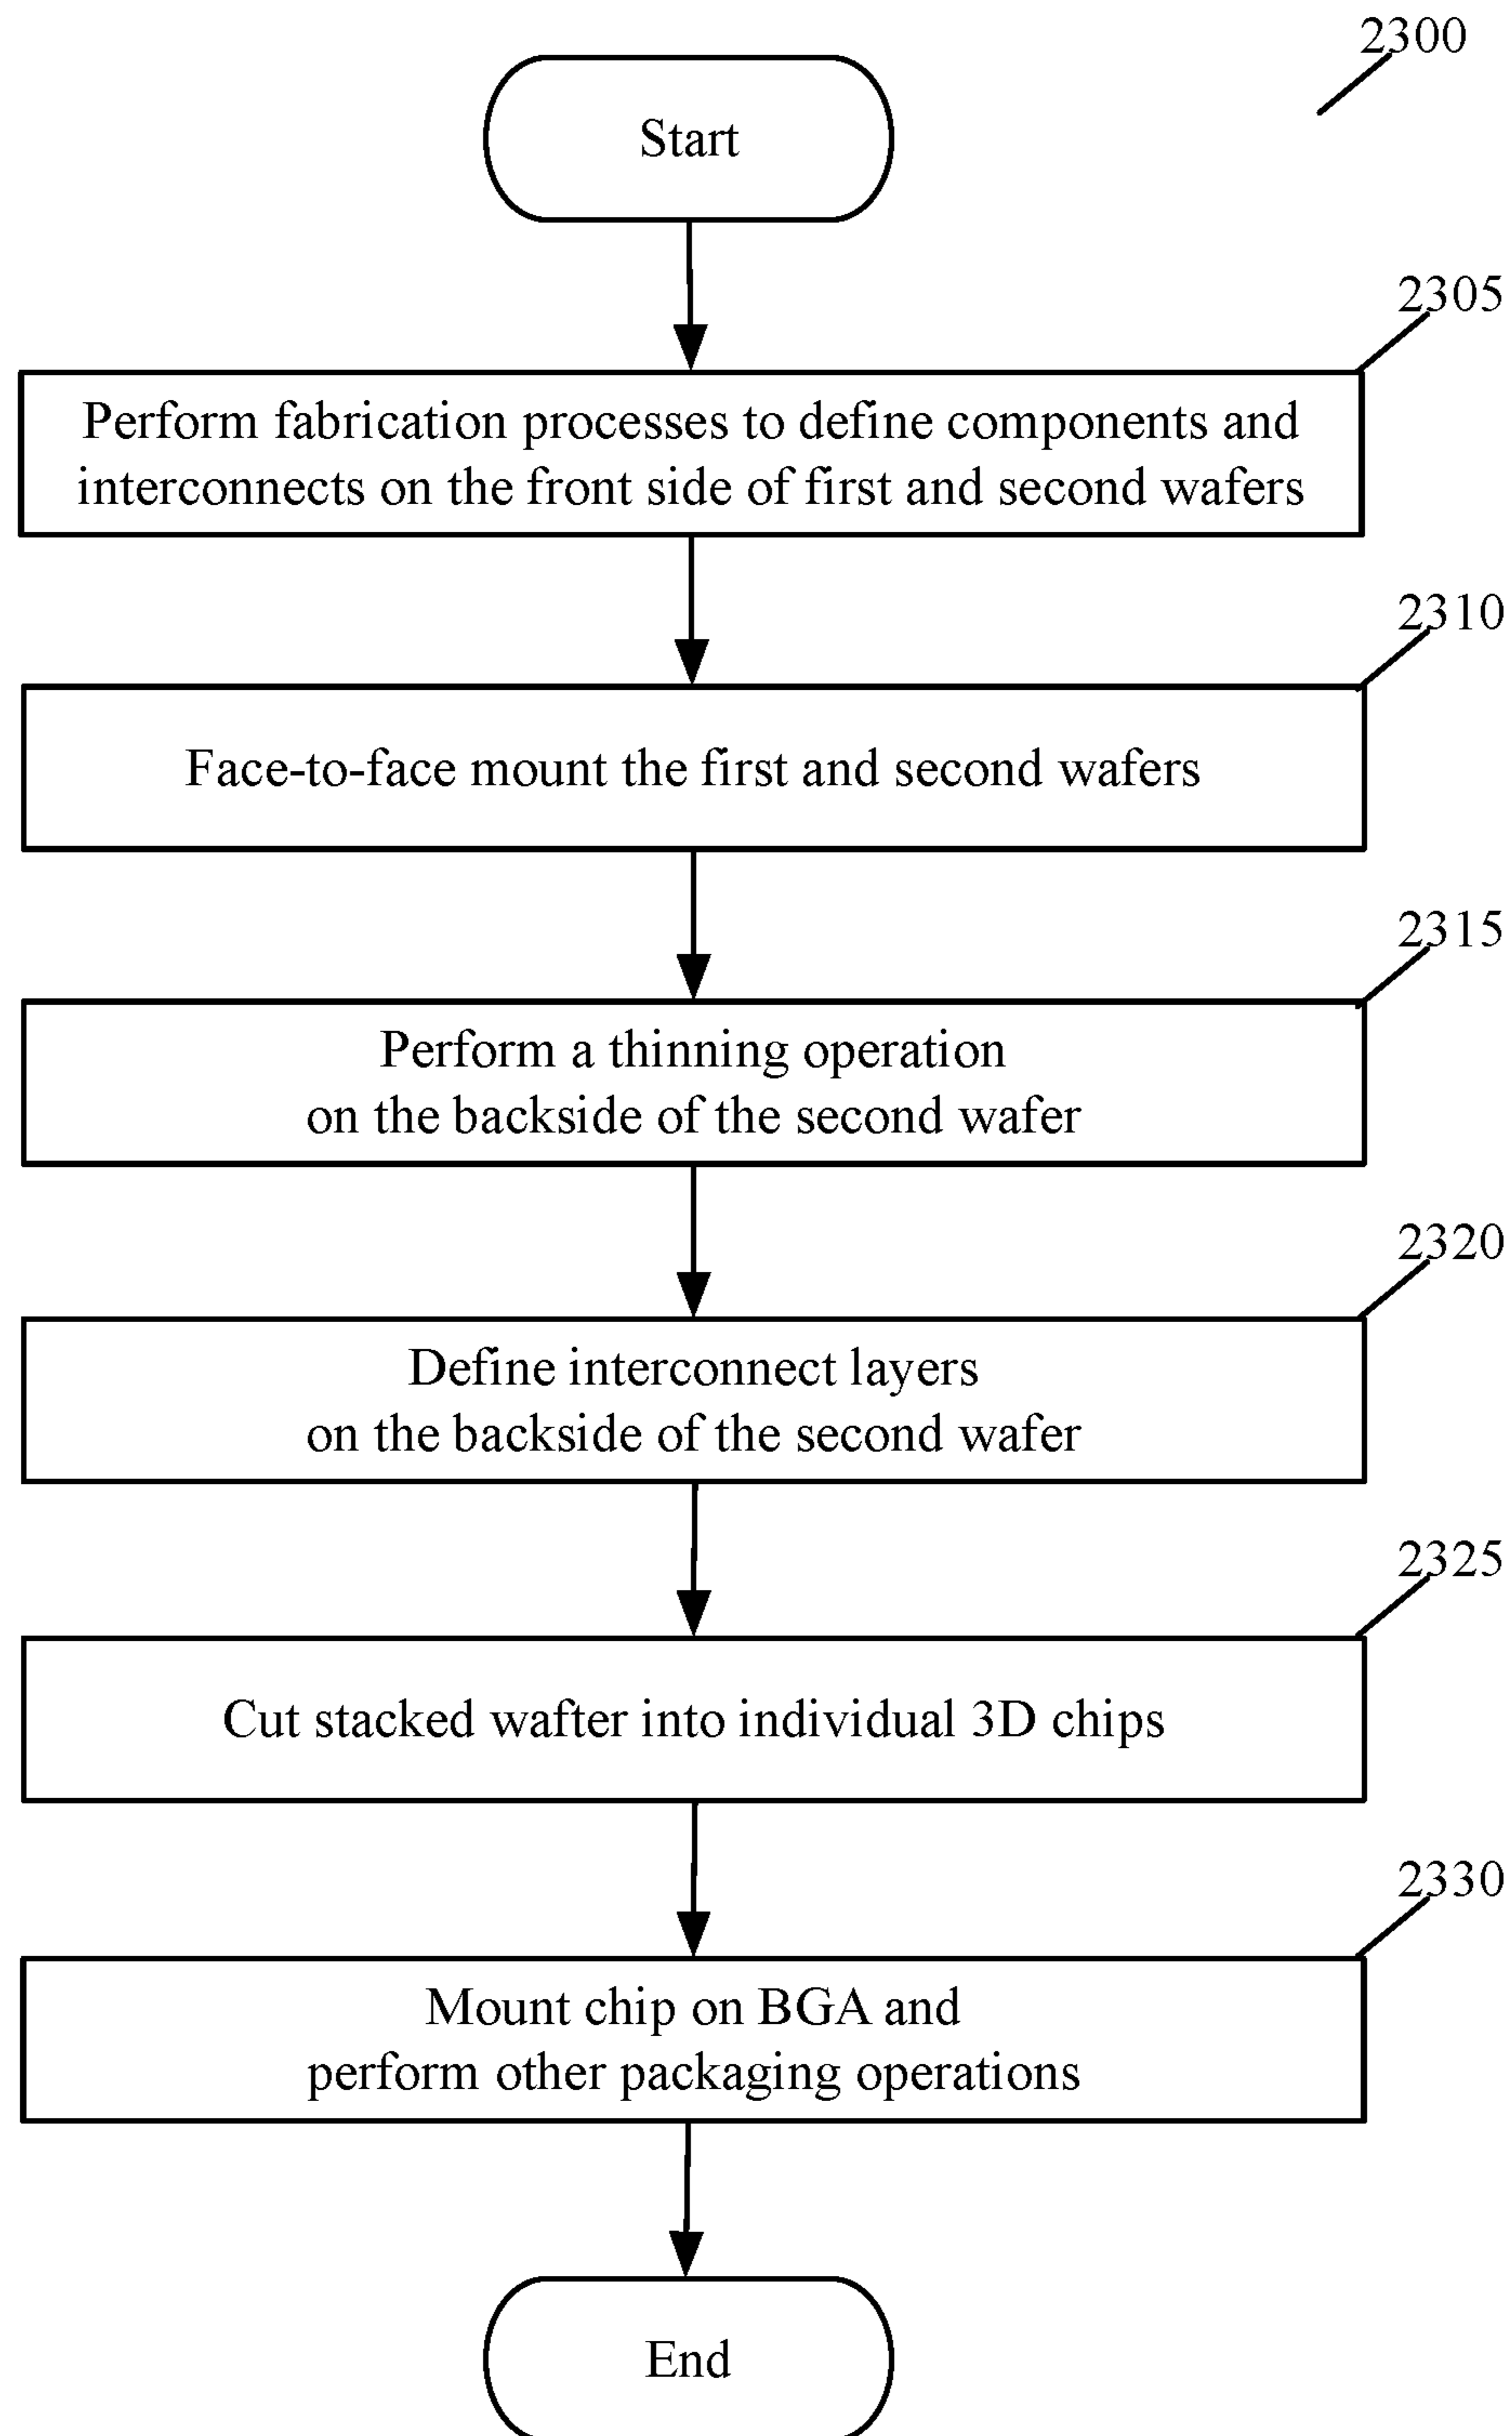 2300
Start
2305
Perform fabrication processes to define components and
interconnects on the front side of first and second wafers
2310
Face-to-face mount the first and second wafers
2315
Perform a thinning operation
on the backside of the second wafer
2320
Define interconnect layers
on the backside of the second wafer
2325
Cut stacked wafter into individual 3D chips
2330
Mount chip on BGA and
perform other packaging operations
End